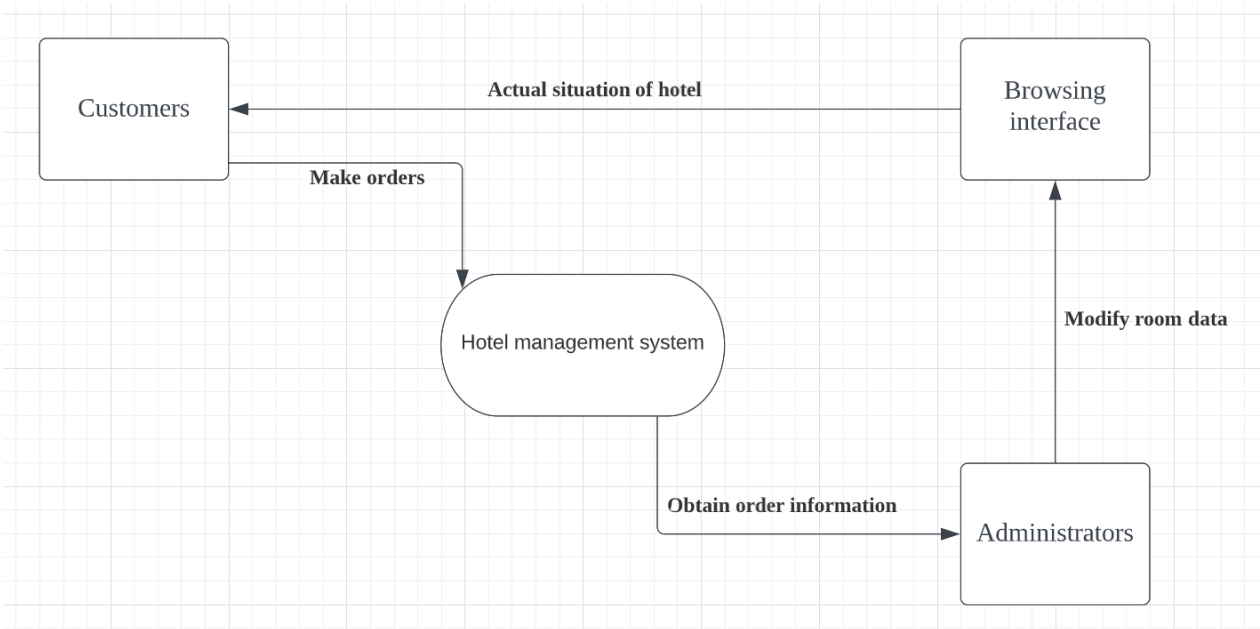 Actual situation of hotel
Customers
Browsing
interface
Make orders
Hotel management system
Modify room data
Obtain order information
Administrators